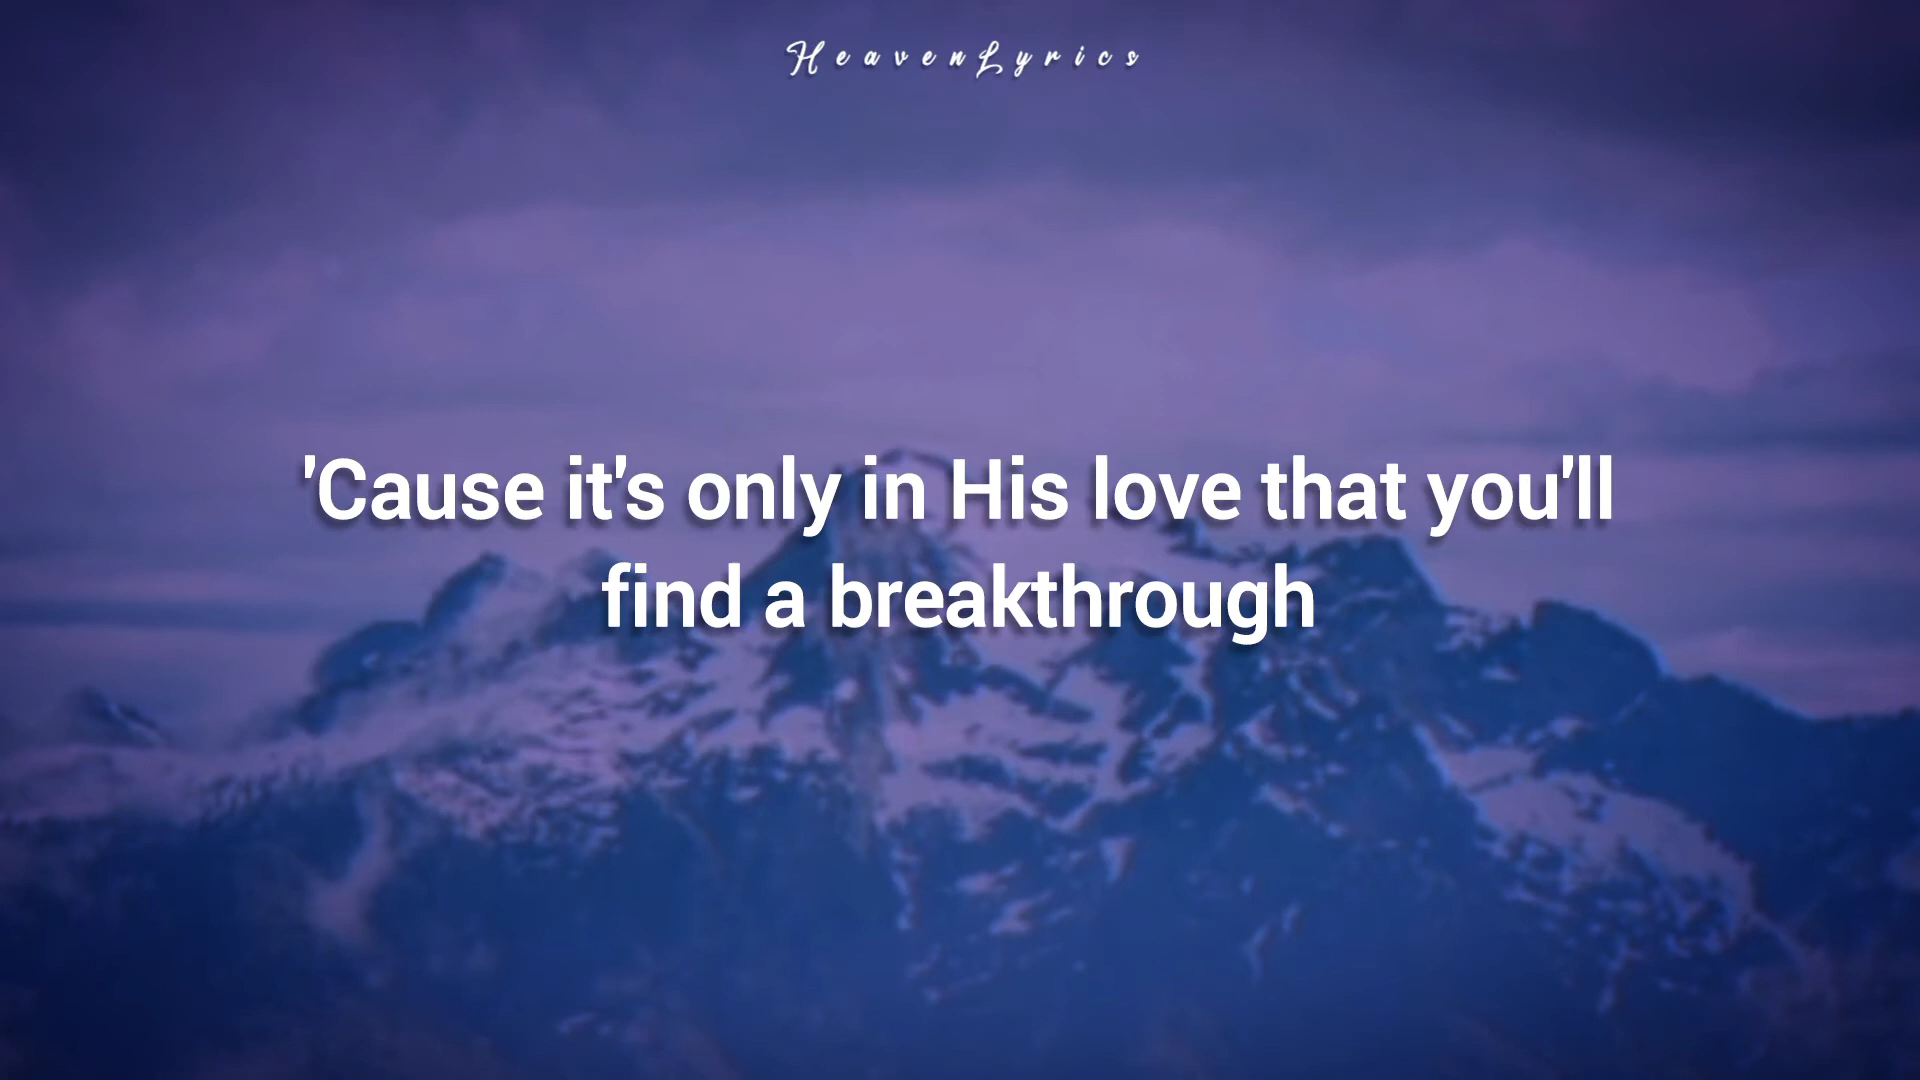 HeavenLyrics
'Cause it's only in His love that you'll
find a breakthrough